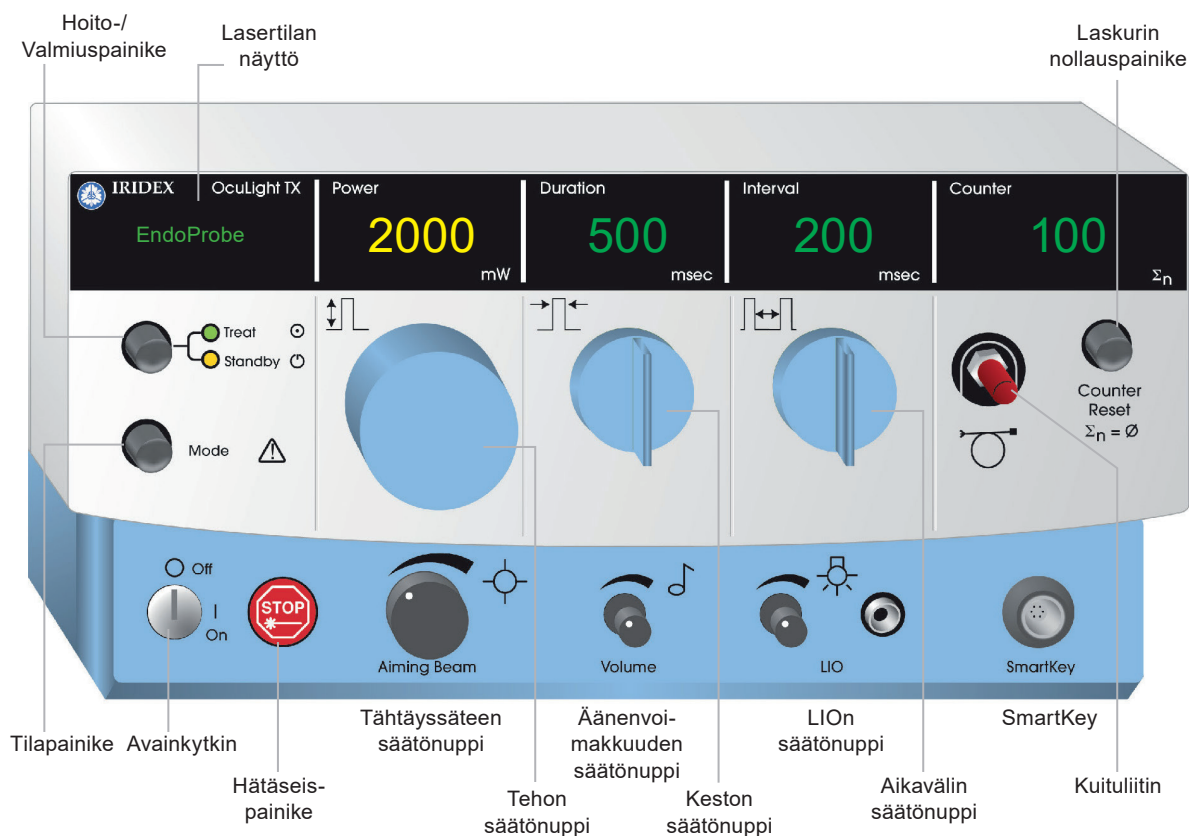 Hoito-/
Valmiuspainike
Lasertilan
näyttö
Laskurin
nollauspainike
IRIDEX OcuLight TX
EndoProbe
Power
2000
mW
Duration
500
msec
Interval
200
msec
Counter
100
Σn
Treat
Standby
Mode
Counter
Reset
Σn = Ø
Off
On
STOP
Aiming Beam
Volume
LIO
SmartKey
Tilapainike
Avainkytkin
Hätäseis-
painike
Tähtäyssäteen
säätönuppi
Tehon
säätönuppi
Äänenvoi-
makkuuden
säätönuppi
Keston
säätönuppi
LIOn
säätönuppi
Aikavälin
säätönuppi
SmartKey
Kuituliitin